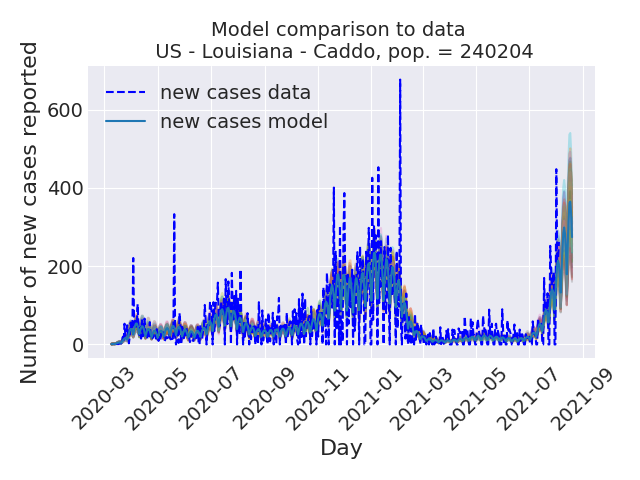 Model comparison to data
US - Louisiana - Caddo, pop. = 240204
Number of new cases reported
600
400
200
0
new cases data
new cases model
2020-03
2020-05
2020-07
2020-09
2020-11
2021-01
2021-03
2021-05
2021-07
2021-09
Day